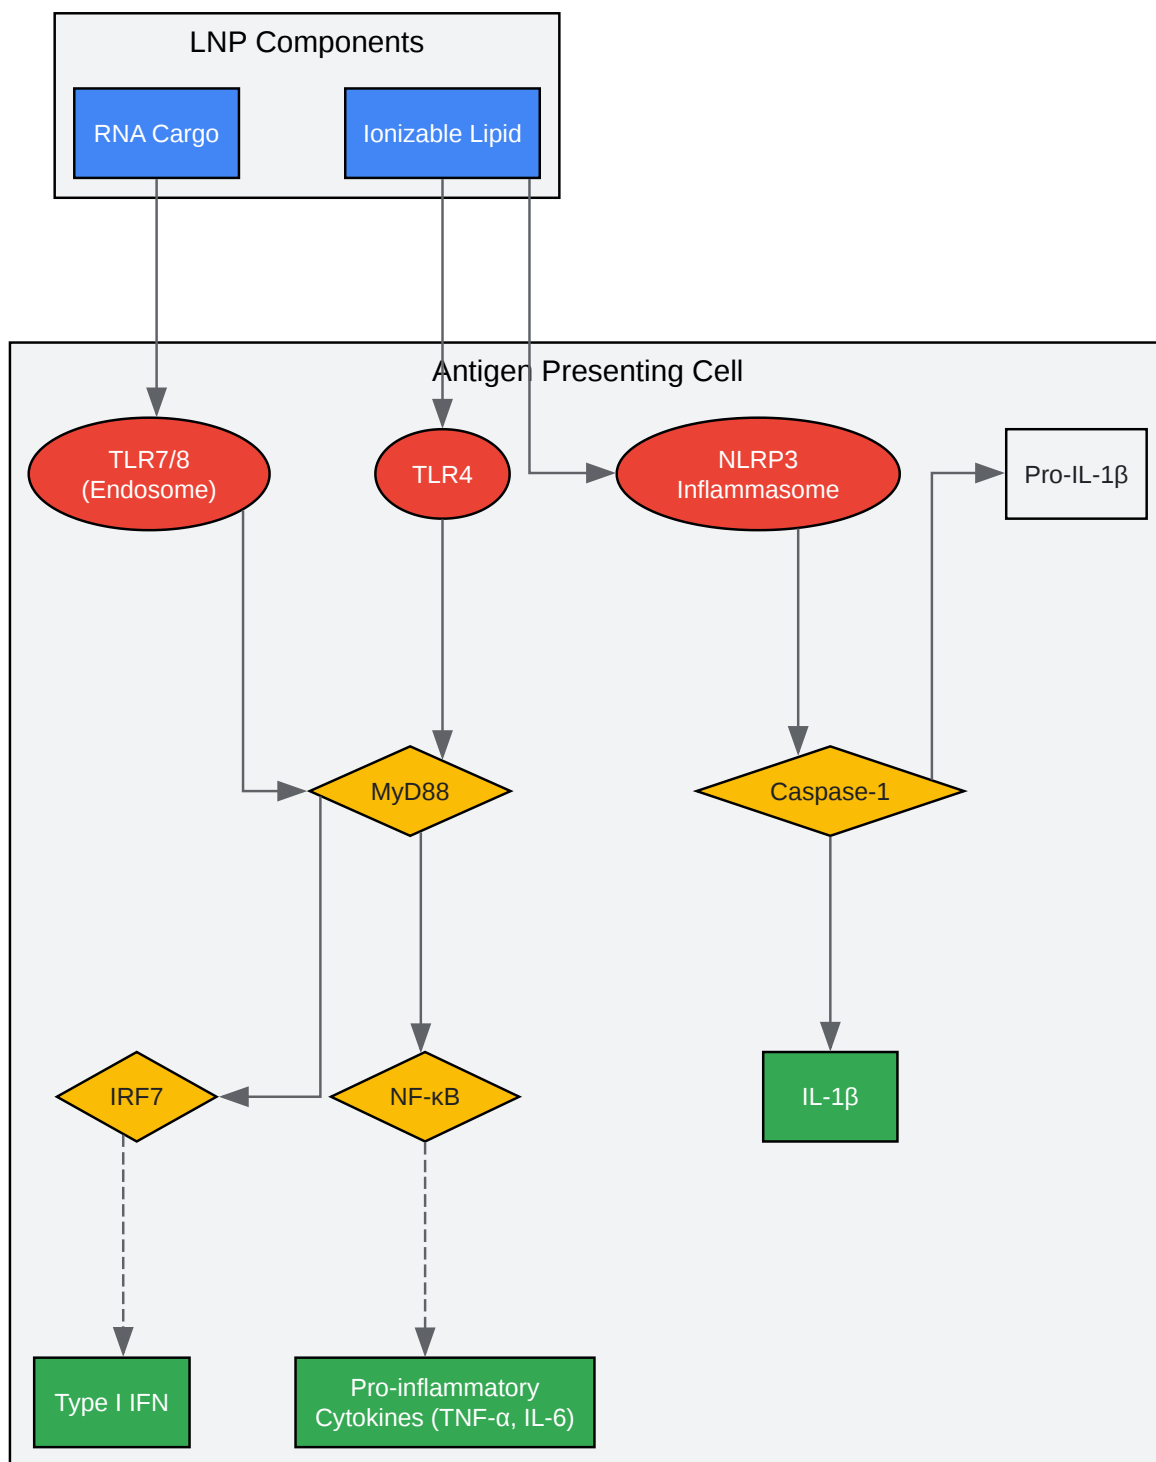 LNP Components
RNA Cargo
Ionizable Lipid
Antigen Presenting Cell
TLR7/8
(Endosome)
TLR4
NLRP3
Inflammasome
Pro-IL-1β
MyD88
Caspase-1
IRF7
NF-κB
IL-1β
Type I IFN
Pro-inflammatory
Cytokines (TNF-α, IL-6)